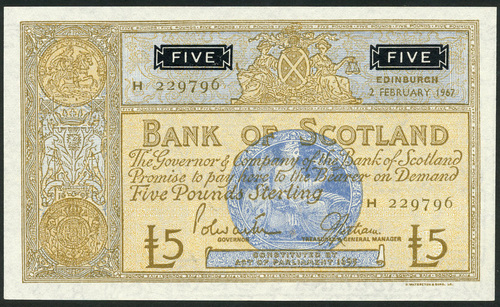 FIVE FIVE
H 229796
EDINBURGH
2 FEBRUARY 1967
BANK OF SCOTLAND
The Governor & Company of the Bank of Scotland
Promise to pay here to the Bearer on Demand
Five Pounds Sterling
H 229796
GOVERNOR
TREASURER & GENERAL MANAGER
£5 £5
CONSTITUTED BY
ACT OF PARLIAMENT 1695